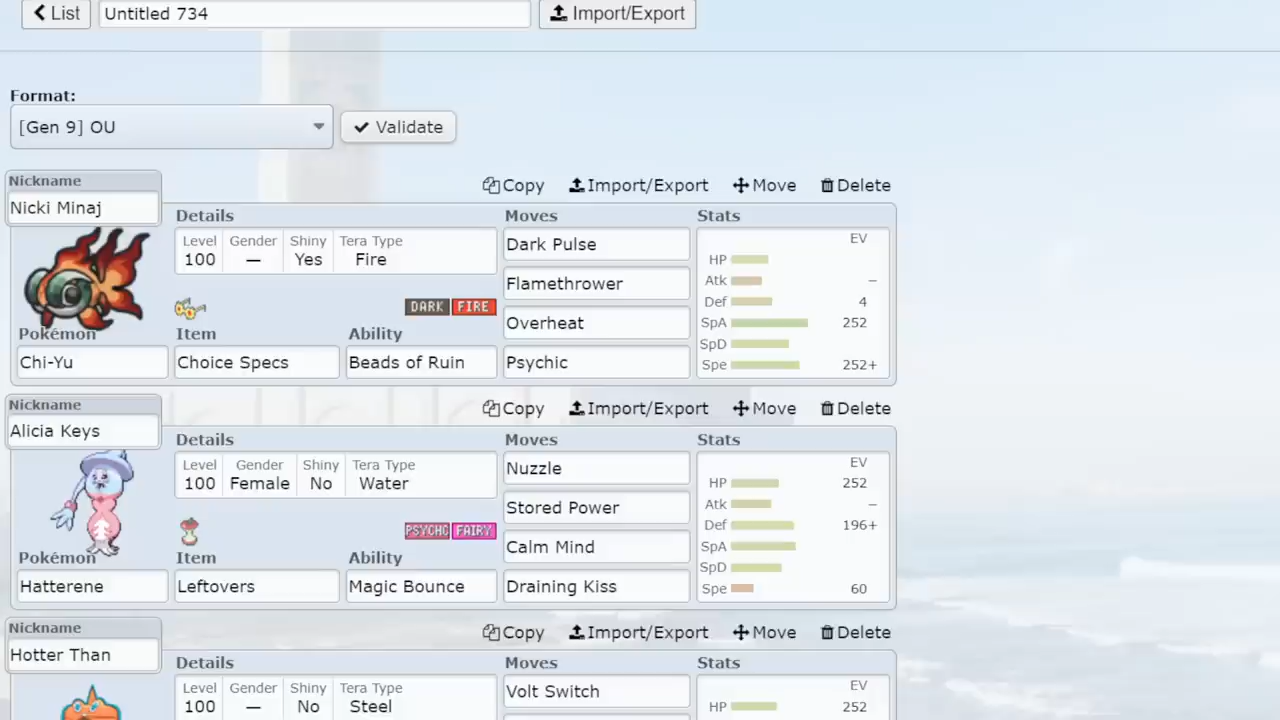 List
Untitled 734
Import/Export
Format:
[Gen 9] OU
Validate
Nickname
Nicki Minaj
Copy
Import/Export
Move
Delete
Details
Moves
Stats
Level
Gender
Shiny
Tera Type
100
—
Yes
Fire
Dark Pulse
Flamethrower
Overheat
Psychic
EV
HP
Atk –
Def 4
SpA 252
SpD
Spe 252+
DARK FIRE
Pokémon
Item
Ability
Chi-Yu
Choice Specs
Beads of Ruin
Nickname
Alicia Keys
Copy
Import/Export
Move
Delete
Details
Moves
Stats
Level
Gender
Shiny
Tera Type
100
Female
No
Water
Nuzzle
Stored Power
Calm Mind
Draining Kiss
EV
HP 252
Atk –
Def 196+
SpA
SpD
Spe 60
PSYCHC FAIRY
Pokémon
Item
Ability
Hatterene
Leftovers
Magic Bounce
Nickname
Hotter Than
Copy
Import/Export
Move
Delete
Details
Moves
Stats
Level
Gender
Shiny
Tera Type
100
—
No
Steel
Volt Switch
EV
HP 252